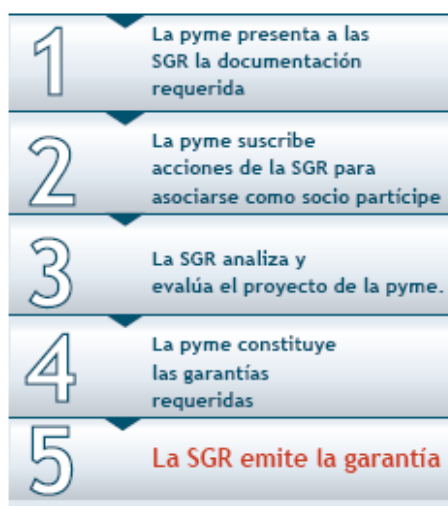 1
La pyme presenta a las
SGR la documentación
requerida
2
La pyme suscribe
acciones de la SGR para
asociarse como socio partícipe
3
La SGR analiza y
evalúa el proyecto de la pyme.
4
La pyme constituye
las garantías
requeridas
5
La SGR emite la garantía